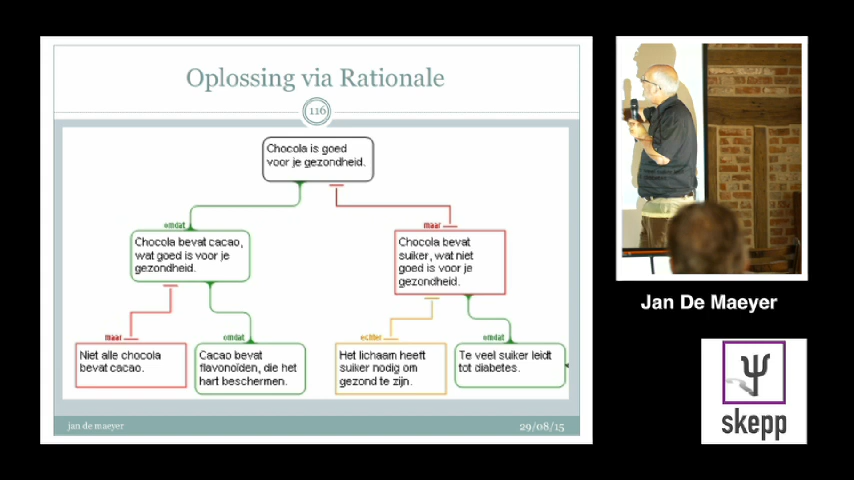 Oplossing via Rationale
116
Chocola is goed
voor je gezondheid.
omdat
maar
Chocola bevat cacao,
wat goed is voor je
gezondheid.
Chocola bevat
suiker, wat niet
goed is voor je
gezondheid.
maar
omdat
echter
omdat
Niet alle chocola
bevat cacao.
Cacao bevat
flavonoïden, die het
hart beschermen.
Het lichaam heeft
suiker nodig om
gezond te zijn.
Te veel suiker leidt
tot diabetes.
jan de maeyer
29/08/15
Jan De Maeyer
Ψ
skepp